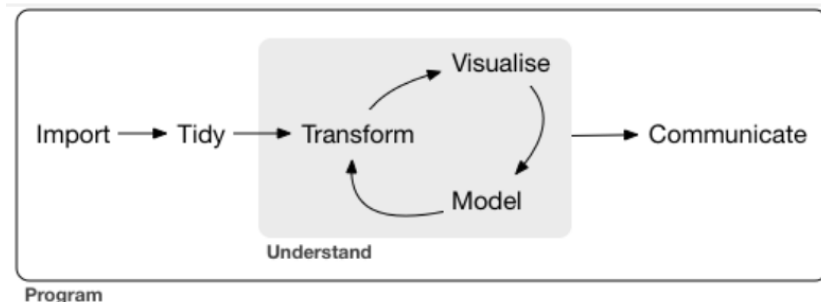 Visualise
Import
Tidy
Transform
Communicate
Model
Understand
Program